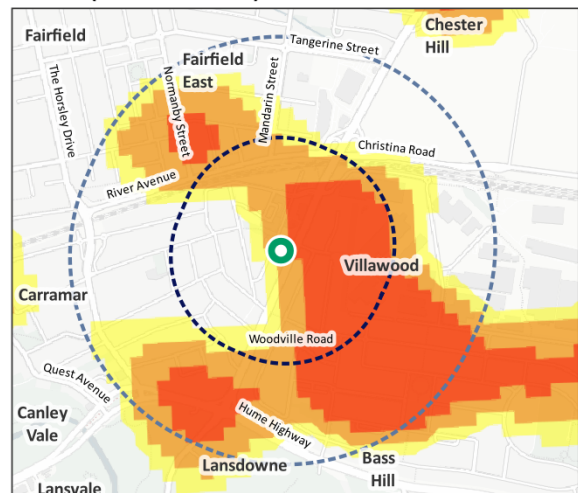 Fairfield
Chester
Hill
Tangerine Street
Fairfield
East
The Horsley Drive
Normanby Street
Mandarin Street
Christina Road
River Avenue
Villawood
Carramar
Woodville Road
Quest Avenue
Canley
Vale
Hume Highway
Lansdowne
Bass
Hill
Lansvale